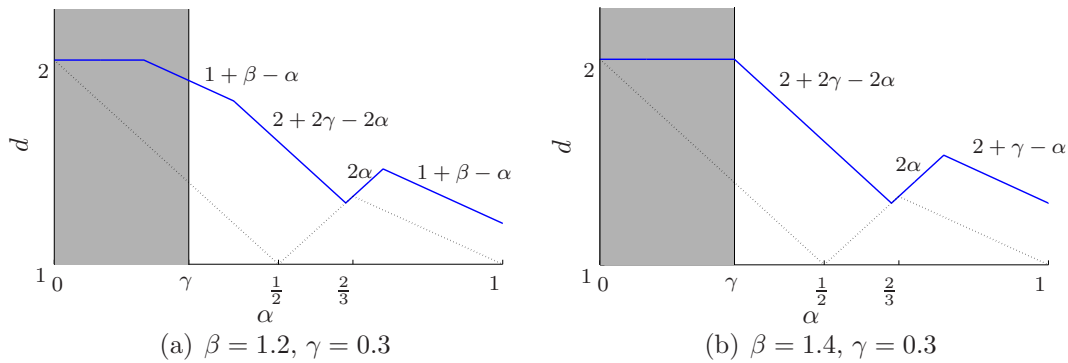 2
1 + β − α
2 + 2γ − 2α
d
2α
1 + β − α
1
0
γ
1/2
2/3
1
α
(a) β = 1.2, γ = 0.3
2
2 + 2γ − 2α
d
2 + γ − α
2α
1
0
γ
1/2
2/3
1
α
(b) β = 1.4, γ = 0.3